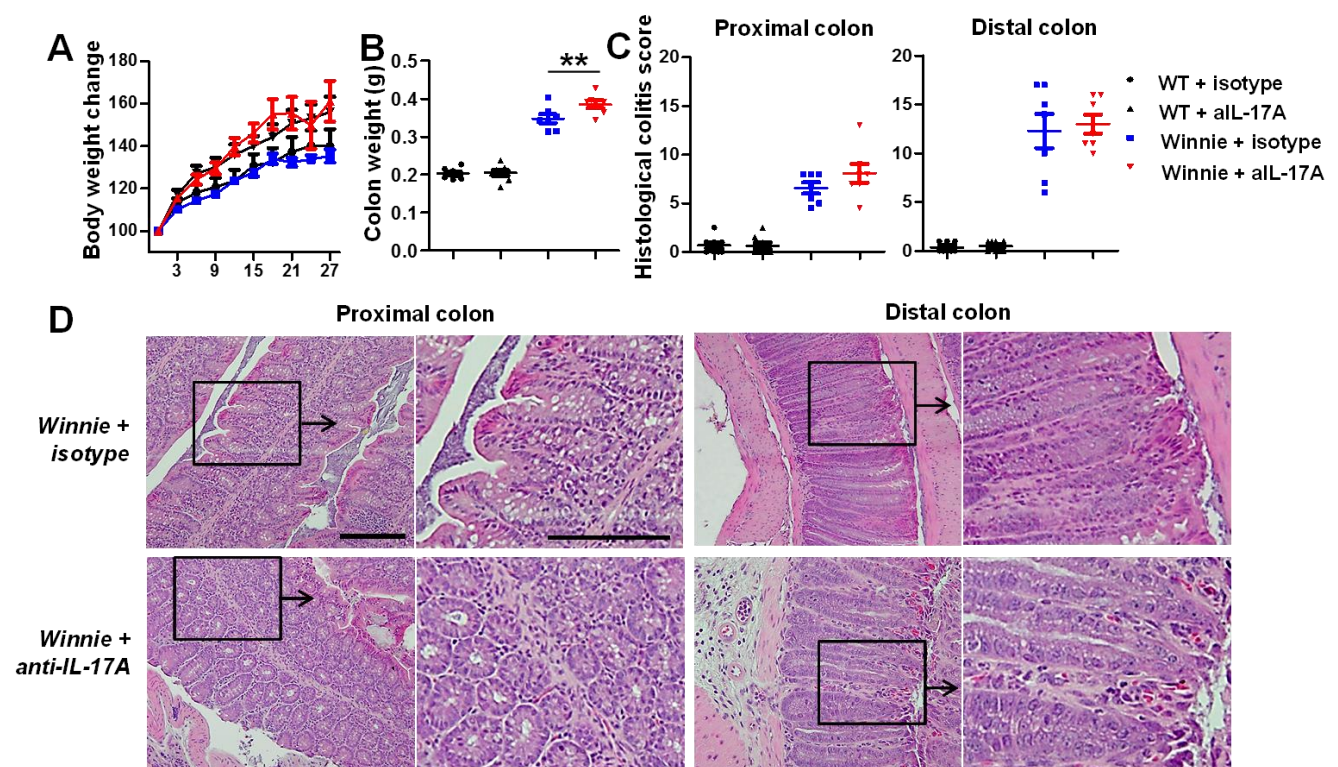 A
Body weight change
180
160
140
120
100
3
9
15
21
27
B
Colon weight (g)
0.5
0.4
0.3
0.2
0.1
0.0
**
C
Histological colitis score
Proximal colon
20
15
10
5
0
Distal colon
20
15
10
5
0
WT + isotype
WT + aIL-17A
Winnie + isotype
Winnie + aIL-17A
D
Proximal colon
Distal colon
Winnie +
isotype
Winnie +
anti-IL-17A